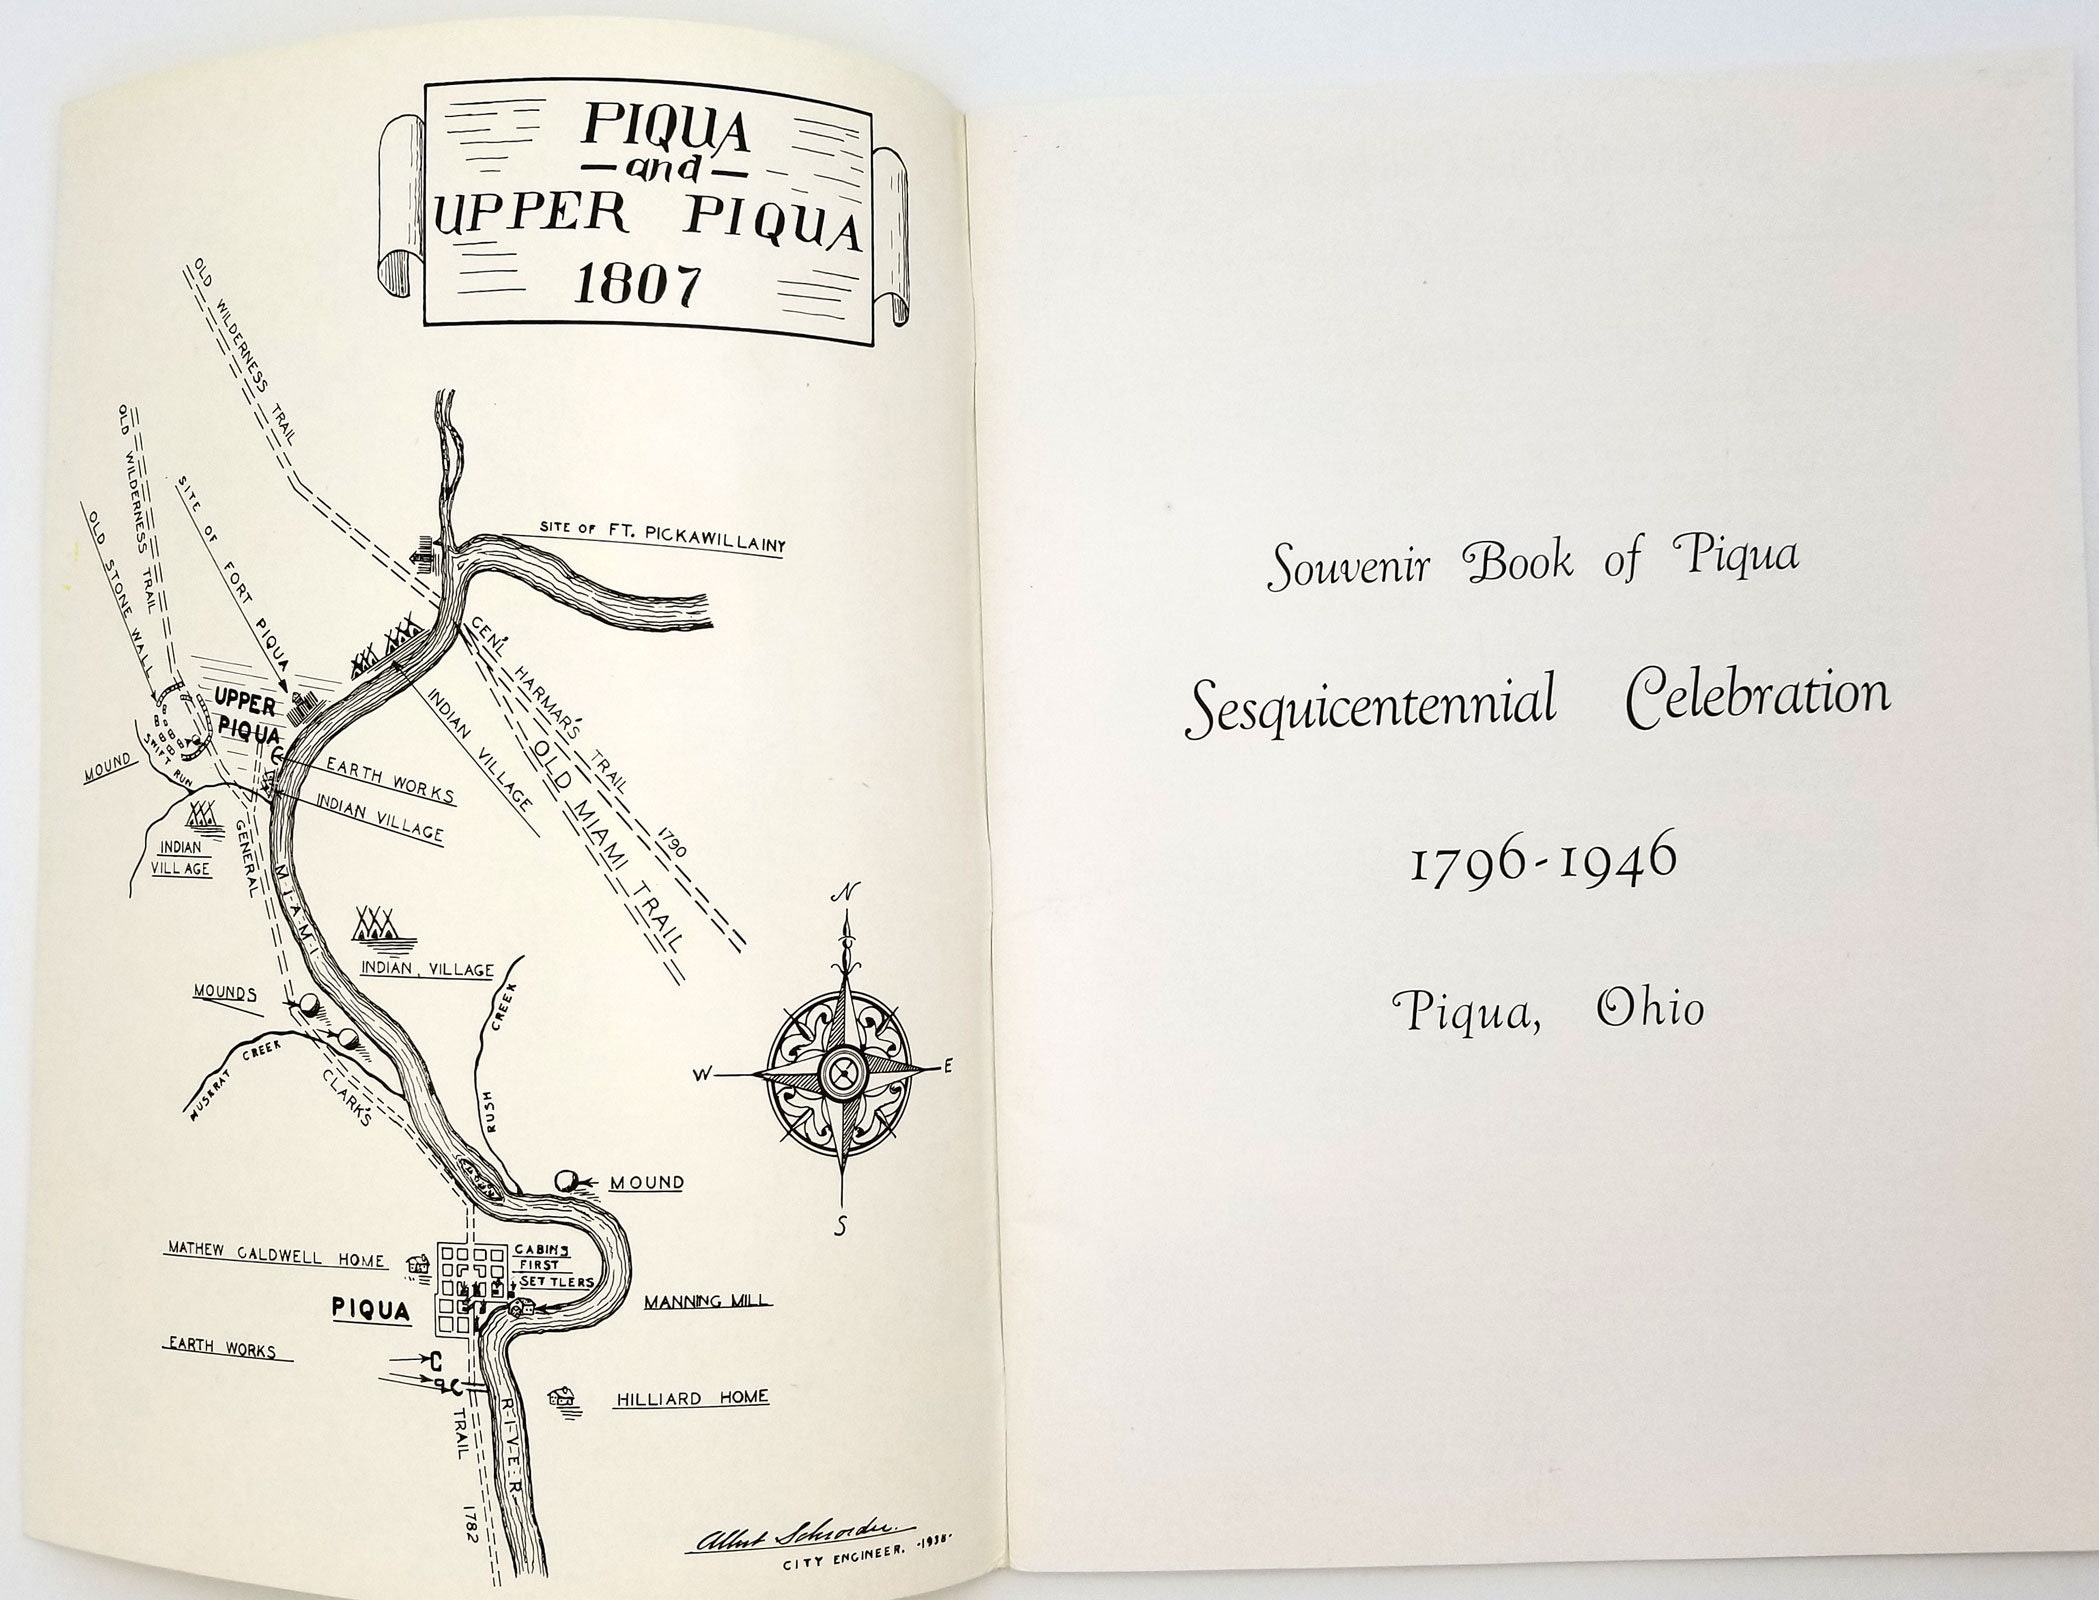 PIQUA
—and—
UPPER PIQUA
1807
OLD WILDERNESS TRAIL
OLD WILDERNESS TRAIL
SITE OF FORT PIQUA
OLD STONE WALL
SITE OF FT. PICKAWILLAINY
GEN'L HARMAR'S TRAIL 1790
OLD MIAMI TRAIL
INDIAN VILLAGE
UPPER
PIQUA
MOUND
SWIFT RUN
EARTH WORKS
INDIAN VILLAGE
INDIAN
VILLAGE
GENERAL
MIAMI
INDIAN VILLAGE
MOUNDS
RUSH CREEK
MUSKRAT CREEK
CLARK'S
N
W
E
S
MOUND
MATHEW CALDWELL HOME
CABINS
FIRST
SETTLERS
PIQUA
MANNING MILL
EARTH WORKS
HILLIARD HOME
TRAIL
1782
RIVER
Albert Schroeder
CITY ENGINEER.
Souvenir Book of Piqua
Sesquicentennial Celebration
1796-1946
Piqua, Ohio